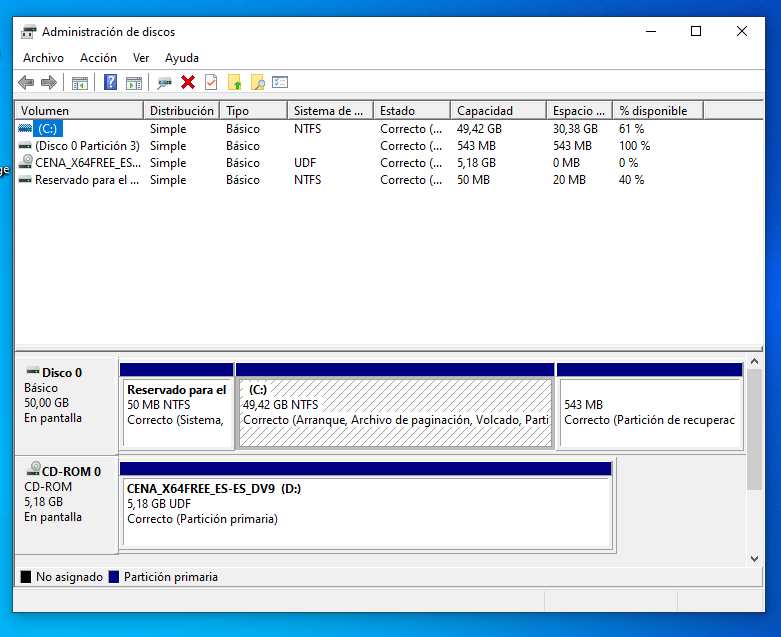 Administración de discos
Archivo Acción Ver Ayuda
Volumen Distribución Tipo Sistema de ... Estado Capacidad Espacio ... % disponible
(C:) Simple Básico NTFS Correcto (... 49,42 GB 30,38 GB 61 %
(Disco 0 Partición 3) Simple Básico Correcto (... 543 MB 543 MB 100 %
CENA_X64FREE_ES... Simple Básico UDF Correcto (... 5,18 GB 0 MB 0 %
Reservado para el ... Simple Básico NTFS Correcto (... 50 MB 20 MB 40 %
ge
Disco 0
Básico
50,00 GB
En pantalla
Reservado para el
50 MB NTFS
Correcto (Sistema,
(C:)
49,42 GB NTFS
Correcto (Arranque, Archivo de paginación, Volcado, Parti
543 MB
Correcto (Partición de recuperac
CD-ROM 0
CD-ROM
5,18 GB
En pantalla
CENA_X64FREE_ES-ES_DV9 (D:)
5,18 GB UDF
Correcto (Partición primaria)
No asignado Partición primaria